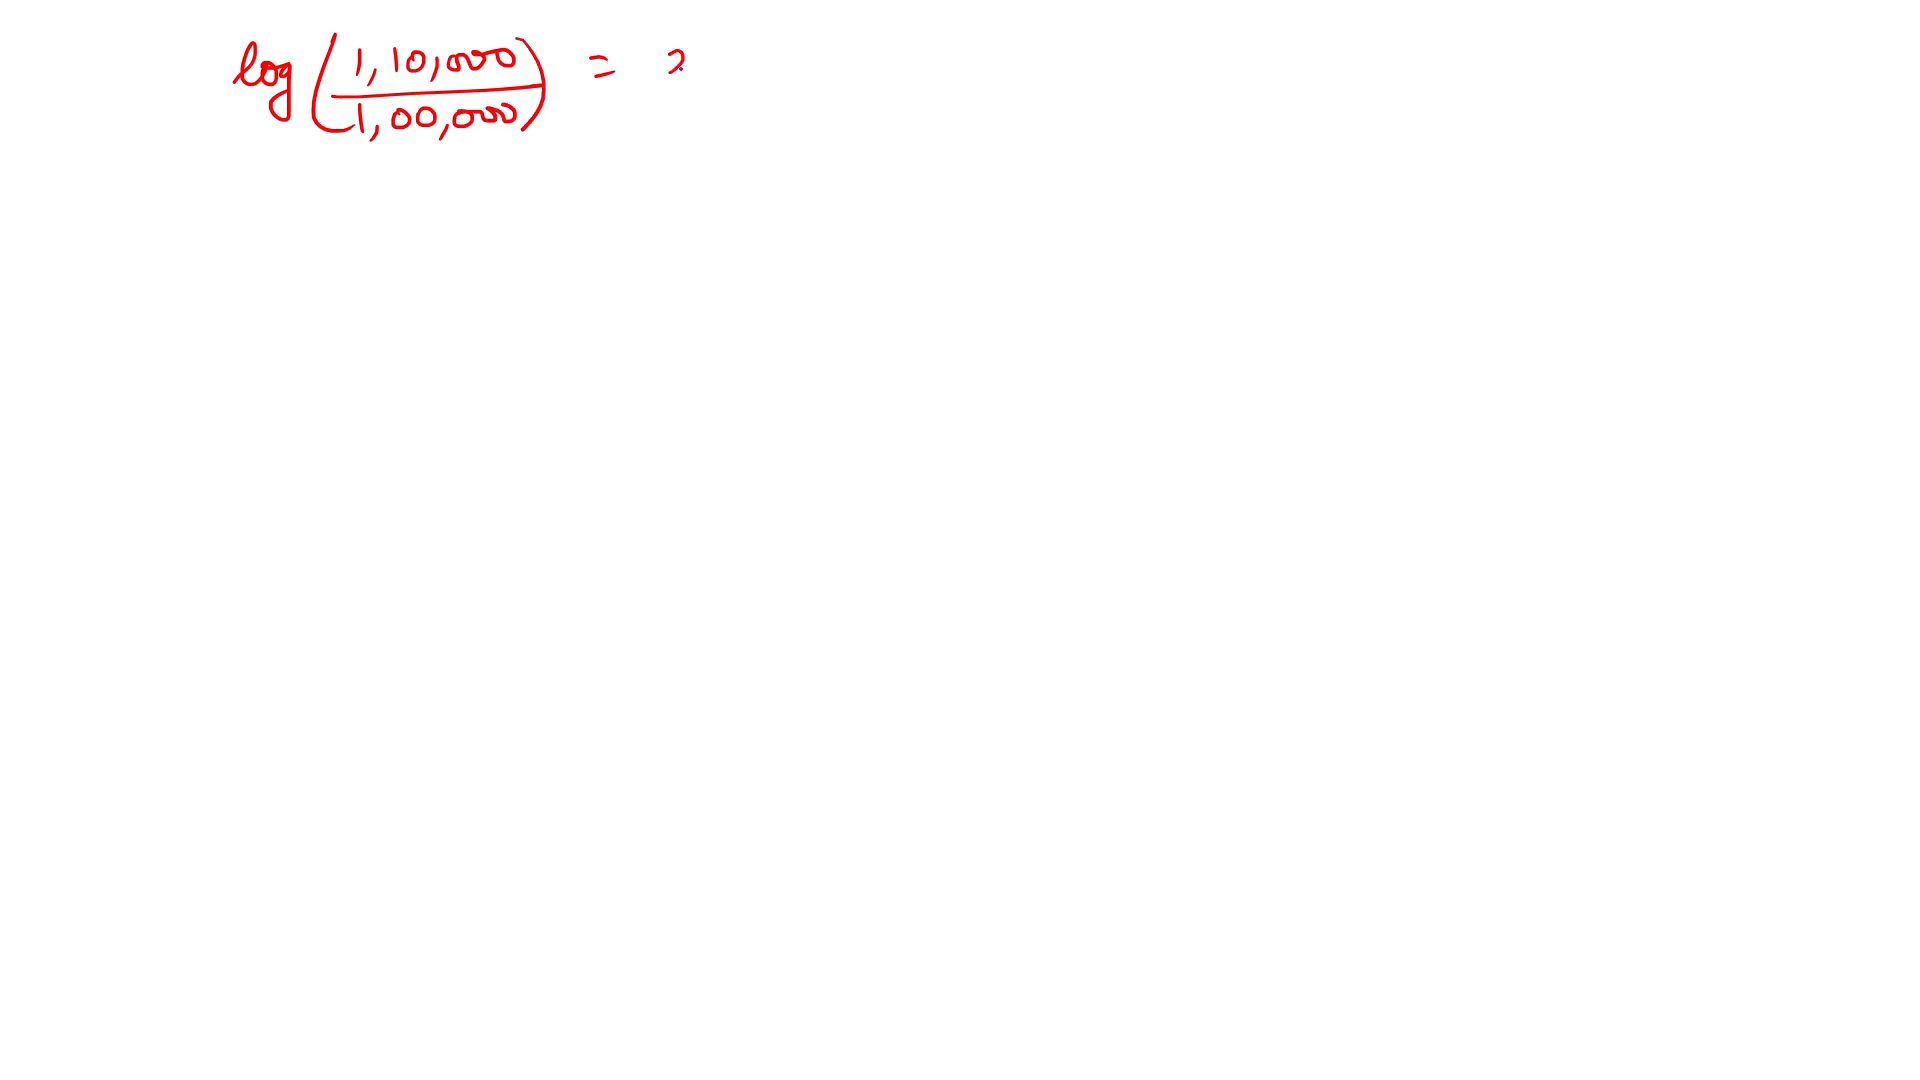 log (1,10,000 / 1,00,000) = ?